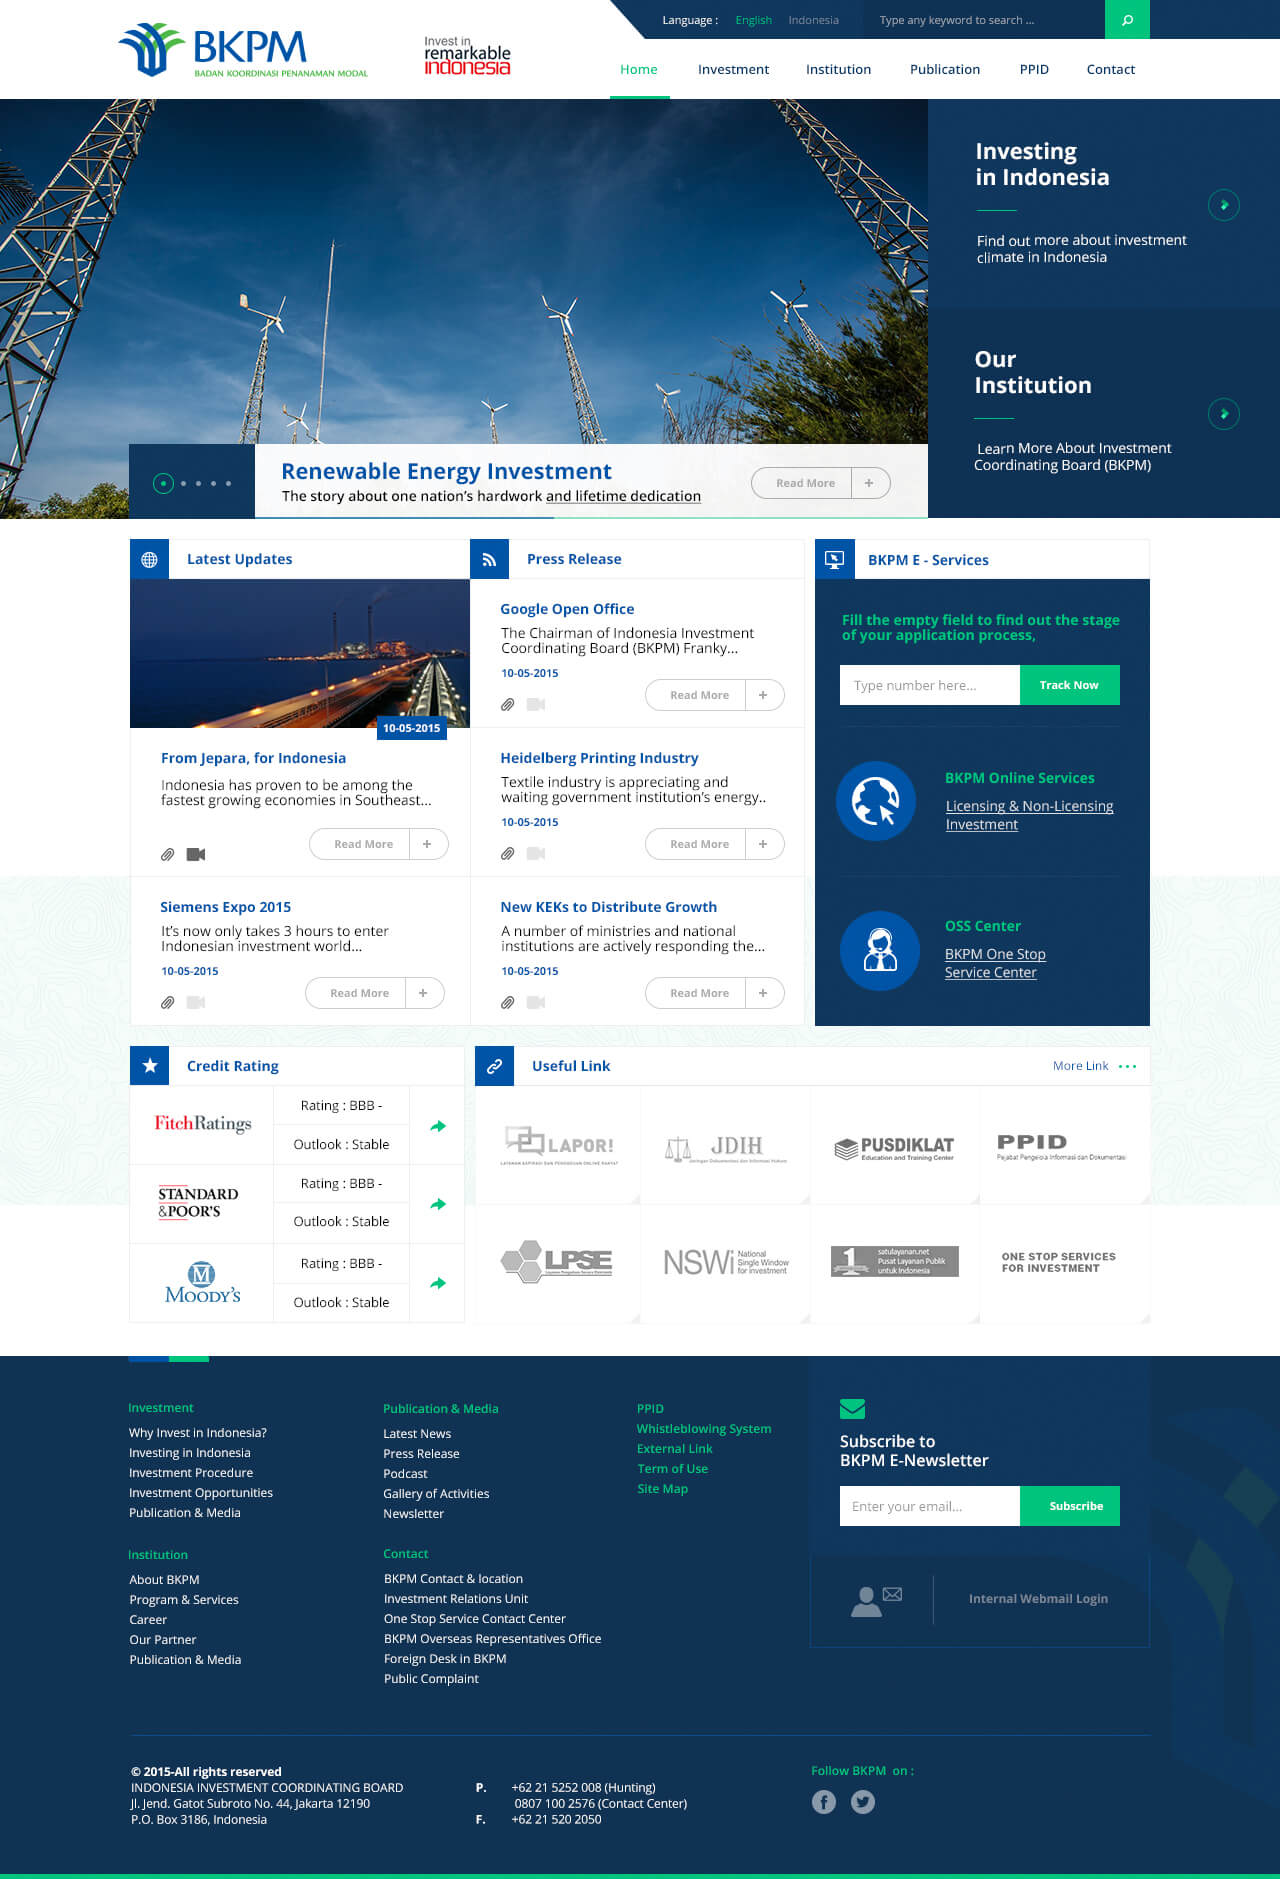 Language :
English
Indonesia
Type any keyword to search ...
BKPM
BADAN KOORDINASI PENANAMAN MODAL
Invest in
remarkable
indonesia
Home
Investment
Institution
Publication
PPID
Contact
Investing
in Indonesia
Find out more about investment
climate in Indonesia
Our
Institution
Learn More About Investment
Coordinating Board (BKPM)
Renewable Energy Investment
The story about one nation's hardwork and lifetime dedication
Read More
Latest Updates
10-05-2015
From Jepara, for Indonesia
Indonesia has proven to be among the
fastest growing economies in Southeast...
Read More
Siemens Expo 2015
It's now only takes 3 hours to enter
Indonesian investment world...
10-05-2015
Read More
Press Release
Google Open Office
The Chairman of Indonesia Investment
Coordinating Board (BKPM) Franky...
10-05-2015
Read More
Heidelberg Printing Industry
Textile industry is appreciating and
waiting government institution's energy..
10-05-2015
Read More
New KEKs to Distribute Growth
A number of ministries and national
institutions are actively responding the...
10-05-2015
Read More
BKPM E - Services
Fill the empty field to find out the stage
of your application process,
Type number here...
Track Now
BKPM Online Services
Licensing & Non-Licensing
Investment
OSS Center
BKPM One Stop
Service Center
Credit Rating
FitchRatings
Rating : BBB -
Outlook : Stable
STANDARD
&POOR'S
Rating : BBB -
Outlook : Stable
M
MOODY'S
Rating : BBB -
Outlook : Stable
Useful Link
More Link
LAPOR!
LAYANAN ASPIRASI DAN PENGADUAN ONLINE RAKYAT
JDIH
Jaringan Dokumentasi dan Informasi Hukum
PUSDIKLAT
Education and Training Center
PPID
Pejabat Pengelola Informasi dan Dokumentasi
LPSE
Layanan Pengadaan Secara Elektronik
NSWi
National
Single Window
for investment
1
satulayanan.net
Pusat Layanan Publik
untuk Indonesia
ONE STOP SERVICES
FOR INVESTMENT
Investment
Why Invest in Indonesia?
Investing in Indonesia
Investment Procedure
Investment Opportunities
Publication & Media
Institution
About BKPM
Program & Services
Career
Our Partner
Publication & Media
Publication & Media
Latest News
Press Release
Podcast
Gallery of Activities
Newsletter
Contact
BKPM Contact & location
Investment Relations Unit
One Stop Service Contact Center
BKPM Overseas Representatives Office
Foreign Desk in BKPM
Public Complaint
PPID
Whistleblowing System
External Link
Term of Use
Site Map
Subscribe to
BKPM E-Newsletter
Enter your email...
Subscribe
Internal Webmail Login
© 2015-All rights reserved
INDONESIA INVESTMENT COORDINATING BOARD
Jl. Jend. Gatot Subroto No. 44, Jakarta 12190
P.O. Box 3186, Indonesia
P. +62 21 5252 008 (Hunting)
0807 100 2576 (Contact Center)
F. +62 21 520 2050
Follow BKPM on :